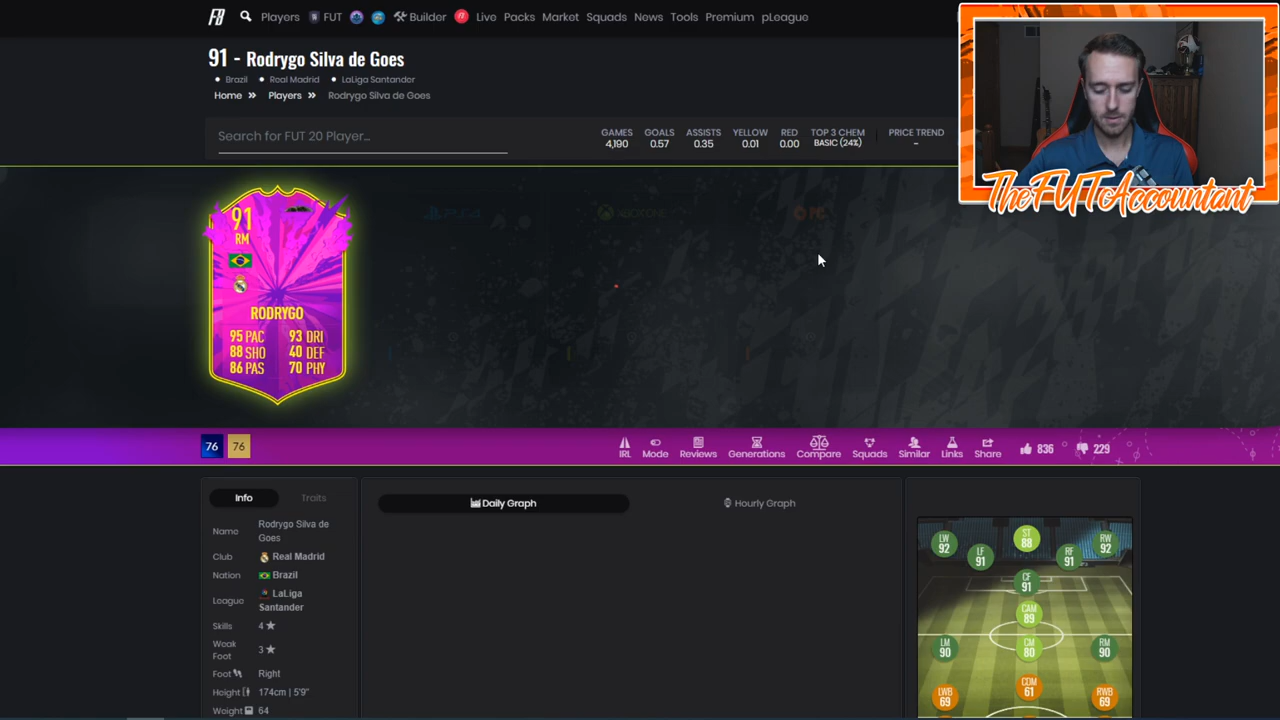 FB Players FUT Builder Live Packs Market Squads News Tools Premium pLeague
91 - Rodrygo Silva de Goes
Brazil Real Madrid LaLiga Santander
Home » Players » Rodrygo Silva de Goes
Search for FUT 20 Player...
GAMES GOALS ASSISTS YELLOW RED TOP 3 CHEM PRICE TREND
4,190 0.57 0.35 0.01 0.00 BASIC (24%) -
TheFUTAccountant
PS4 XBOX ONE PC
91
RM
RODRYGO
95 PAC 93 DRI
88 SHO 40 DEF
86 PAS 70 PHY
76 76
IRL Mode Reviews Generations Compare Squads Similar Links Share 836 229
Info Traits
Name Rodrygo Silva de Goes
Club Real Madrid
Nation Brazil
League LaLiga Santander
Skills 4
Weak Foot 3
Foot Right
Height 174cm | 5'9"
Weight 64
Daily Graph Hourly Graph
LW 92
ST 88
RW 92
LF 91
RF 91
CF 91
CAM 89
LM 90
CM 80
RM 90
LWB 69
CDM 61
RWB 69